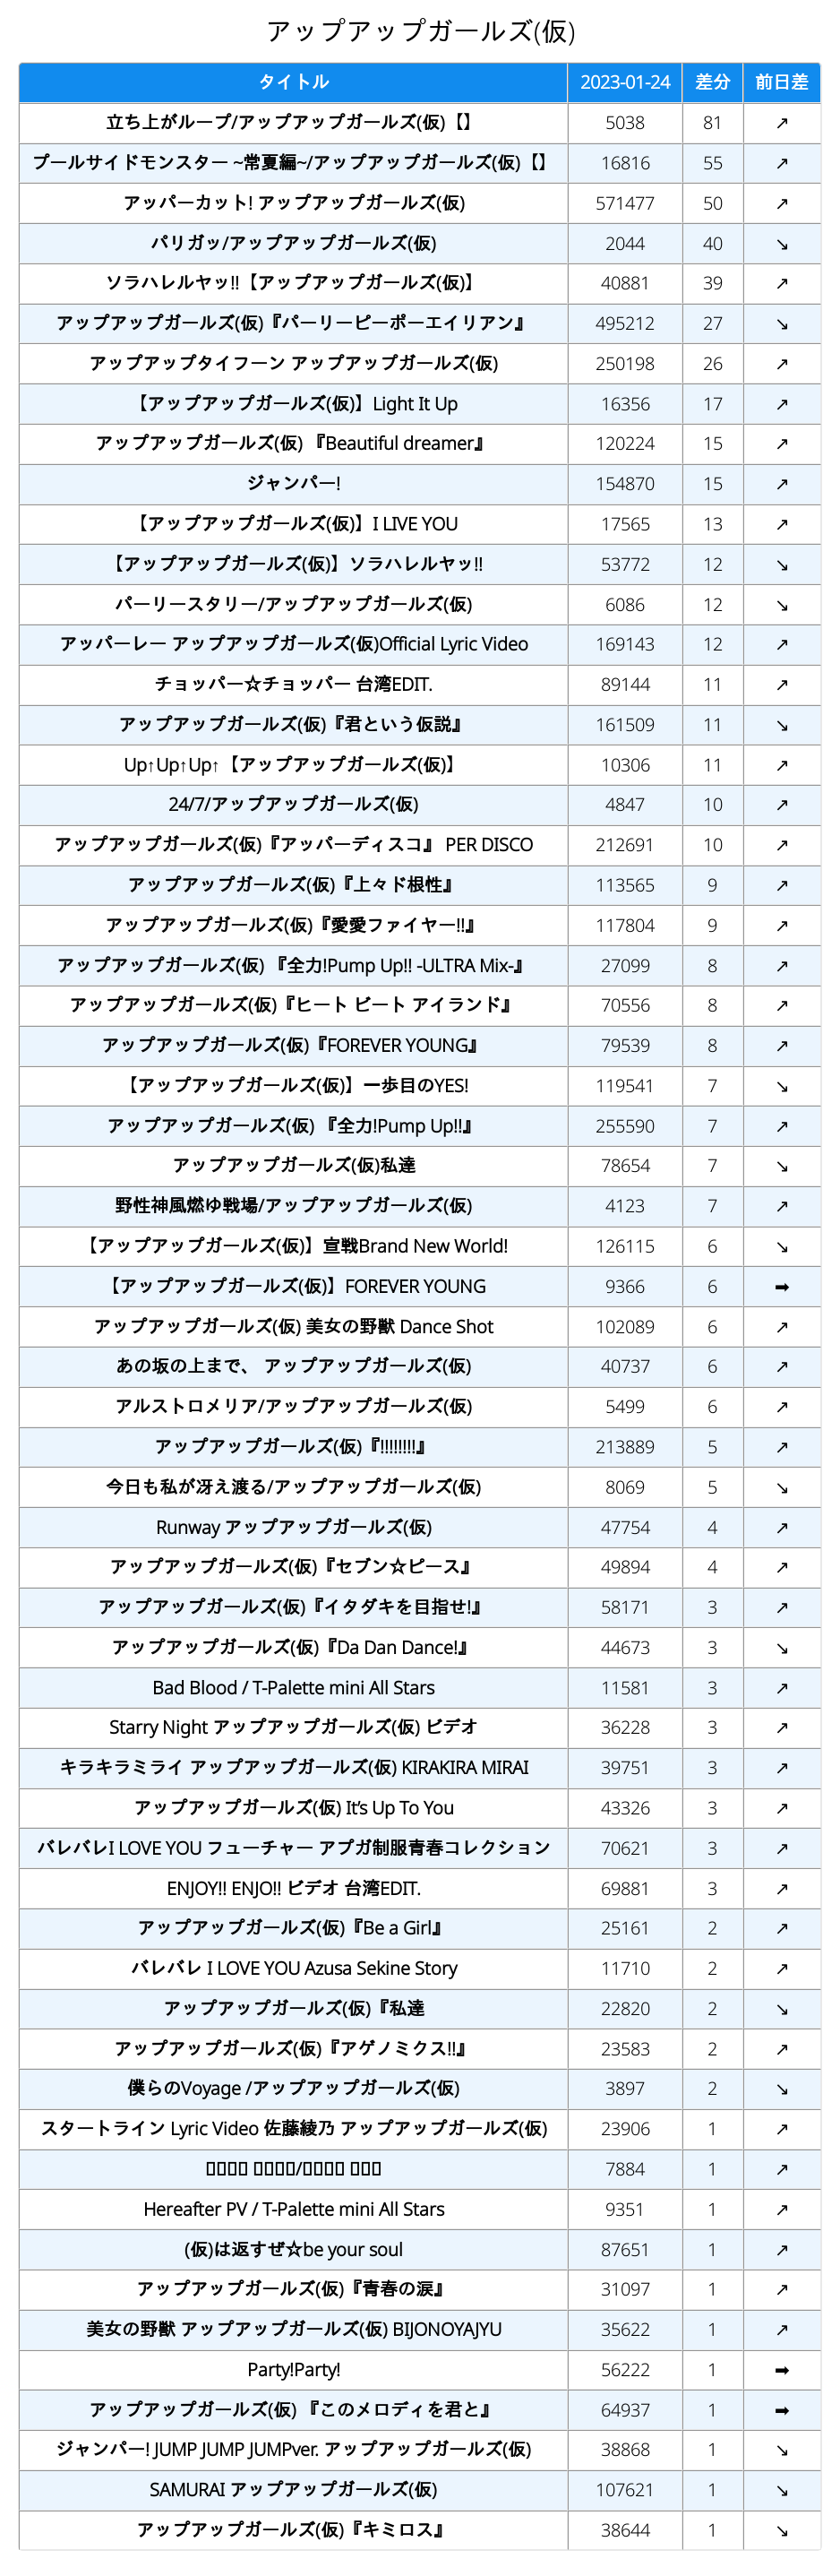 アップアップガールズ(仮)
タイトル 2023-01-24 差分 前日差
立ち上がループ/アップアップガールズ(仮)【】 5038 81 ↗
プールサイドモンスター ~常夏編~/アップアップガールズ(仮)【】 16816 55 ↗
アッパーカット! アップアップガールズ(仮) 571477 50 ↗
パリガッ/アップアップガールズ(仮) 2044 40 ↘
ソラハレルヤッ!!【アップアップガールズ(仮)】 40881 39 ↗
アップアップガールズ(仮)『パーリーピーポーエイリアン』 495212 27 ↘
アップアップタイフーン アップアップガールズ(仮) 250198 26 ↗
【アップアップガールズ(仮)】Light It Up 16356 17 ↗
アップアップガールズ(仮) 『Beautiful dreamer』 120224 15 ↗
ジャンパー! 154870 15 ↗
【アップアップガールズ(仮)】I LIVE YOU 17565 13 ↗
【アップアップガールズ(仮)】ソラハレルヤッ!! 53772 12 ↘
パーリースタリー/アップアップガールズ(仮) 6086 12 ↘
アッパーレー アップアップガールズ(仮)Official Lyric Video 169143 12 ↗
チョッパー☆チョッパー 台湾EDIT. 89144 11 ↗
アップアップガールズ(仮)『君という仮説』 161509 11 ↘
Up↑Up↑Up↑【アップアップガールズ(仮)】 10306 11 ↗
24/7/アップアップガールズ(仮) 4847 10 ↗
アップアップガールズ(仮)『アッパーディスコ』 PER DISCO 212691 10 ↗
アップアップガールズ(仮)『上々ド根性』 113565 9 ↗
アップアップガールズ(仮)『愛愛ファイヤー!!』 117804 9 ↗
アップアップガールズ(仮) 『全力!Pump Up!! -ULTRA Mix-』 27099 8 ↗
アップアップガールズ(仮)『ヒート ビート アイランド』 70556 8 ↗
アップアップガールズ(仮)『FOREVER YOUNG』 79539 8 ↗
【アップアップガールズ(仮)】一歩目のYES! 119541 7 ↘
アップアップガールズ(仮) 『全力!Pump Up!!』 255590 7 ↗
アップアップガールズ(仮)私達 78654 7 ↘
野性神風燃ゆ戦場/アップアップガールズ(仮) 4123 7 ↗
【アップアップガールズ(仮)】宣戦Brand New World! 126115 6 ↘
【アップアップガールズ(仮)】FOREVER YOUNG 9366 6 ➡
アップアップガールズ(仮) 美女の野獣 Dance Shot 102089 6 ↗
あの坂の上まで、 アップアップガールズ(仮) 40737 6 ↗
アルストロメリア/アップアップガールズ(仮) 5499 6 ↗
アップアップガールズ(仮)『!!!!!!!!』 213889 5 ↗
今日も私が冴え渡る/アップアップガールズ(仮) 8069 5 ↘
Runway アップアップガールズ(仮) 47754 4 ↗
アップアップガールズ(仮)『セブン☆ピース』 49894 4 ↗
アップアップガールズ(仮)『イタダキを目指せ!』 58171 3 ↗
アップアップガールズ(仮)『Da Dan Dance!』 44673 3 ↘
Bad Blood / T-Palette mini All Stars 11581 3 ↗
Starry Night アップアップガールズ(仮) ビデオ 36228 3 ↗
キラキラミライ アップアップガールズ(仮) KIRAKIRA MIRAI 39751 3 ↗
アップアップガールズ(仮) It's Up To You 43326 3 ↗
バレバレI LOVE YOU フューチャー アプガ制服青春コレクション 70621 3 ↗
ENJOY!! ENJO!! ビデオ 台湾EDIT. 69881 3 ↗
アップアップガールズ(仮)『Be a Girl』 25161 2 ↗
バレバレ I LOVE YOU Azusa Sekine Story 11710 2 ↗
アップアップガールズ(仮)『私達 22820 2 ↘
アップアップガールズ(仮)『アゲノミクス!!』 23583 2 ↗
僕らのVoyage /アップアップガールズ(仮) 3897 2 ↘
スタートライン Lyric Video 佐藤綾乃 アップアップガールズ(仮) 23906 1 ↗
/ 7884 1 ↗
Hereafter PV / T-Palette mini All Stars 9351 1 ↗
(仮)は返すぜ☆be your soul 87651 1 ↗
アップアップガールズ(仮)『青春の涙』 31097 1 ↗
美女の野獣 アップアップガールズ(仮) BIJONOYAJYU 35622 1 ↗
Party!Party! 56222 1 ➡
アップアップガールズ(仮) 『このメロディを君と』 64937 1 ➡
ジャンパー! JUMP JUMP JUMPver. アップアップガールズ(仮) 38868 1 ↘
SAMURAI アップアップガールズ(仮) 107621 1 ↘
アップアップガールズ(仮)『キミロス』 38644 1 ↘